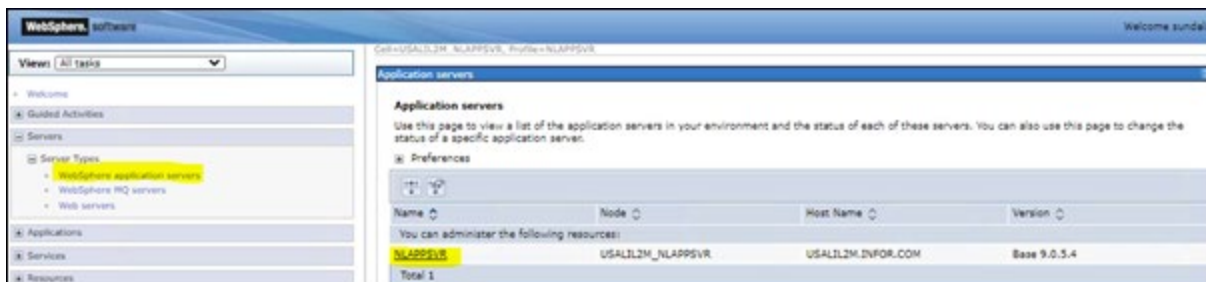 WebSphere. software
Welcome sundel
View: All tasks
Cell=USALIL2M_NLAPPSVR, Profile=NLAPPSVR
Application servers
Welcome
Guided Activities
Servers
Server Types
WebSphere application servers
WebSphere MQ servers
Web servers
Applications
Services
Resources
Application servers
Use this page to view a list of the application servers in your environment and the status of each of these servers. You can also use this page to change the
status of a specific application server.
Preferences
Name Node Host Name Version
You can administer the following resources:
NLAPPSVR USALIL2M_NLAPPSVR USALIL2M.INFOR.COM Base 9.0.5.4
Total 1